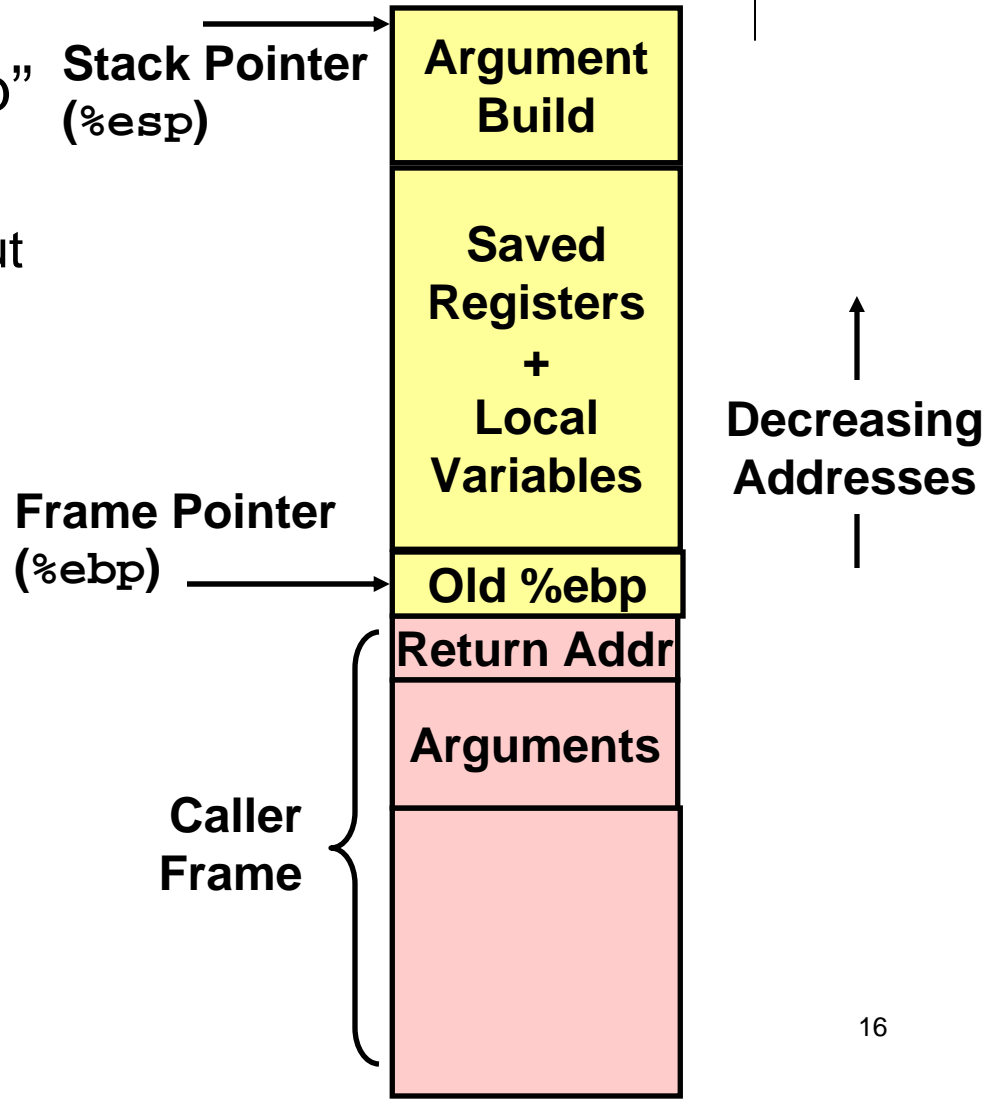 Stack Pointer
(%esp)
Argument
Build
Saved
Registers
+
Local
Variables
Decreasing
Addresses
Frame Pointer
(%ebp)
Old %ebp
Return Addr
Arguments
Caller
Frame
16